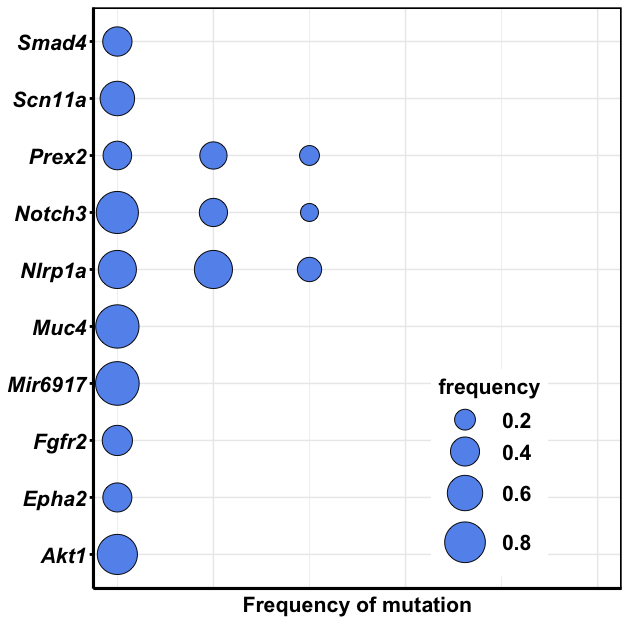 Smad4
Scn11a
Prex2
Notch3
Nlrp1a
Muc4
Mir6917
Fgfr2
Epha2
Akt1
frequency
0.2
0.4
0.6
0.8
Frequency of mutation